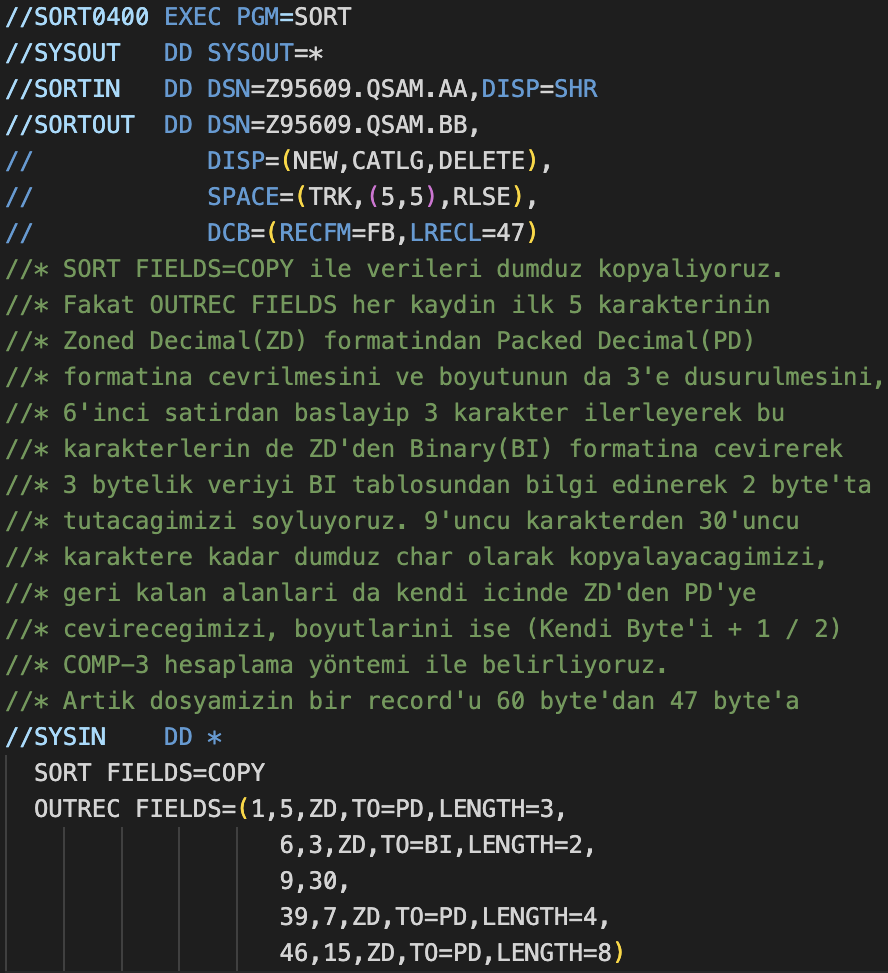 //SORT0400 EXEC PGM=SORT
//SYSOUT   DD SYSOUT=*
//SORTIN   DD DSN=Z95609.QSAM.AA,DISP=SHR
//SORTOUT  DD DSN=Z95609.QSAM.BB,
//            DISP=(NEW,CATLG,DELETE),
//            SPACE=(TRK,(5,5),RLSE),
//            DCB=(RECFM=FB,LRECL=47)
//* SORT FIELDS=COPY ile verileri dumduz kopyaliyoruz.
//* Fakat OUTREC FIELDS her kaydin ilk 5 karakterinin
//* Zoned Decimal(ZD) formatindan Packed Decimal(PD)
//* formatina cevrilmesini ve boyutunun da 3'e dusurulmesini,
//* 6'inci satirdan baslayip 3 karakter ilerleyerek bu
//* karakterlerin de ZD'den Binary(BI) formatina cevirerek
//* 3 bytelik veriyi BI tablosundan bilgi edinerek 2 byte'ta
//* tutacagimizi soyluyoruz. 9'uncu karakterden 30'uncu
//* karaktere kadar dumduz char olarak kopyalayacagimizi,
//* geri kalan alanlari da kendi icinde ZD'den PD'ye
//* cevirecegimizi, boyutlarini ise (Kendi Byte'i + 1 / 2)
//* COMP-3 hesaplama yöntemi ile belirliyoruz.
//* Artik dosyamizin bir record'u 60 byte'dan 47 byte'a
//SYSIN    DD *
  SORT FIELDS=COPY
  OUTREC FIELDS=(1,5,ZD,TO=PD,LENGTH=3,
                   6,3,ZD,TO=BI,LENGTH=2,
                   9,30,
                   39,7,ZD,TO=PD,LENGTH=4,
                   46,15,ZD,TO=PD,LENGTH=8)